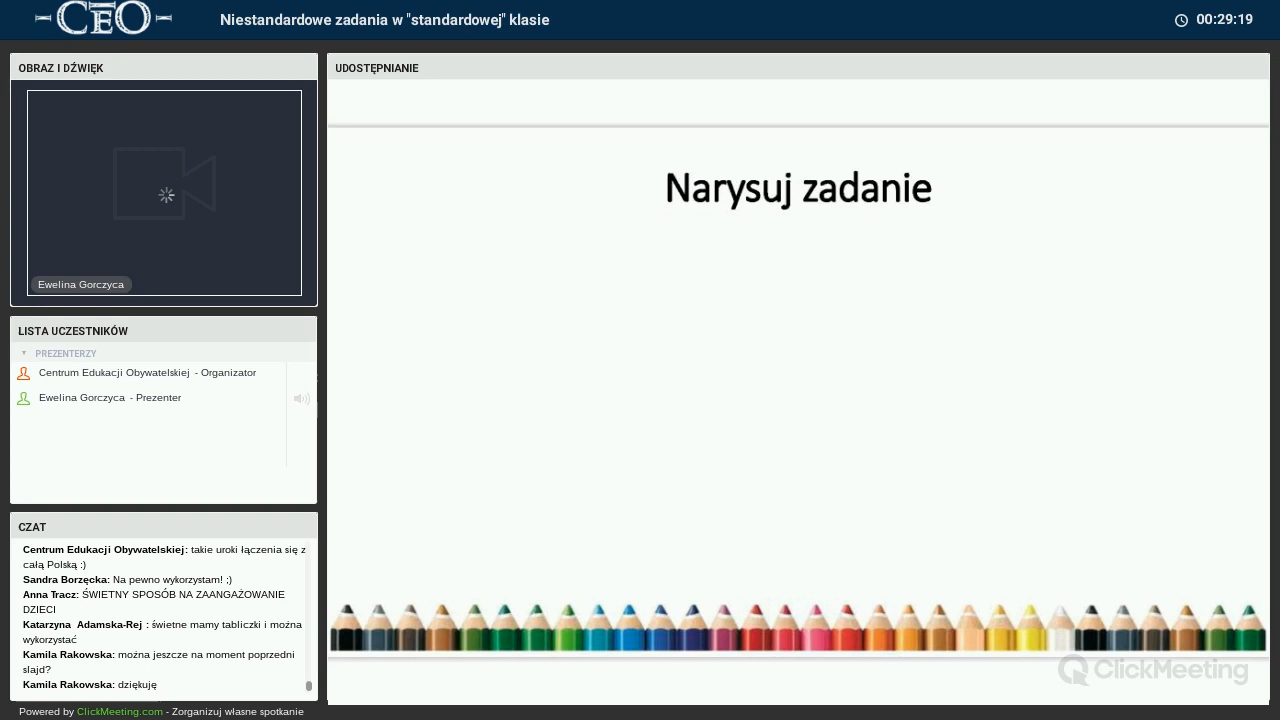 CEO
Niestandardowe zadania w "standardowej" klasie
00:29:19
OBRAZ I DŹWIĘK
Ewelina Gorczyca
LISTA UCZESTNIKÓW
PREZENTERZY
Centrum Edukacji Obywatelskiej - Organizator
Ewelina Gorczyca - Prezenter
CZAT
Centrum Edukacji Obywatelskiej: takie uroki łączenia się z
całą Polską :)
Sandra Borzęcka: Na pewno wykorzystam! ;)
Anna Tracz: ŚWIETNY SPOSÓB NA ZAANGAŻOWANIE
DZIECI
Katarzyna Adamska-Rej : świetne mamy tabliczki i można
wykorzystać
Kamila Rakowska: można jeszcze na moment poprzedni
slajd?
Kamila Rakowska: dziękuję
Powered by ClickMeeting.com - Zorganizuj własne spotkanie
UDOSTĘPNIANIE
Narysuj zadanie
ClickMeeting